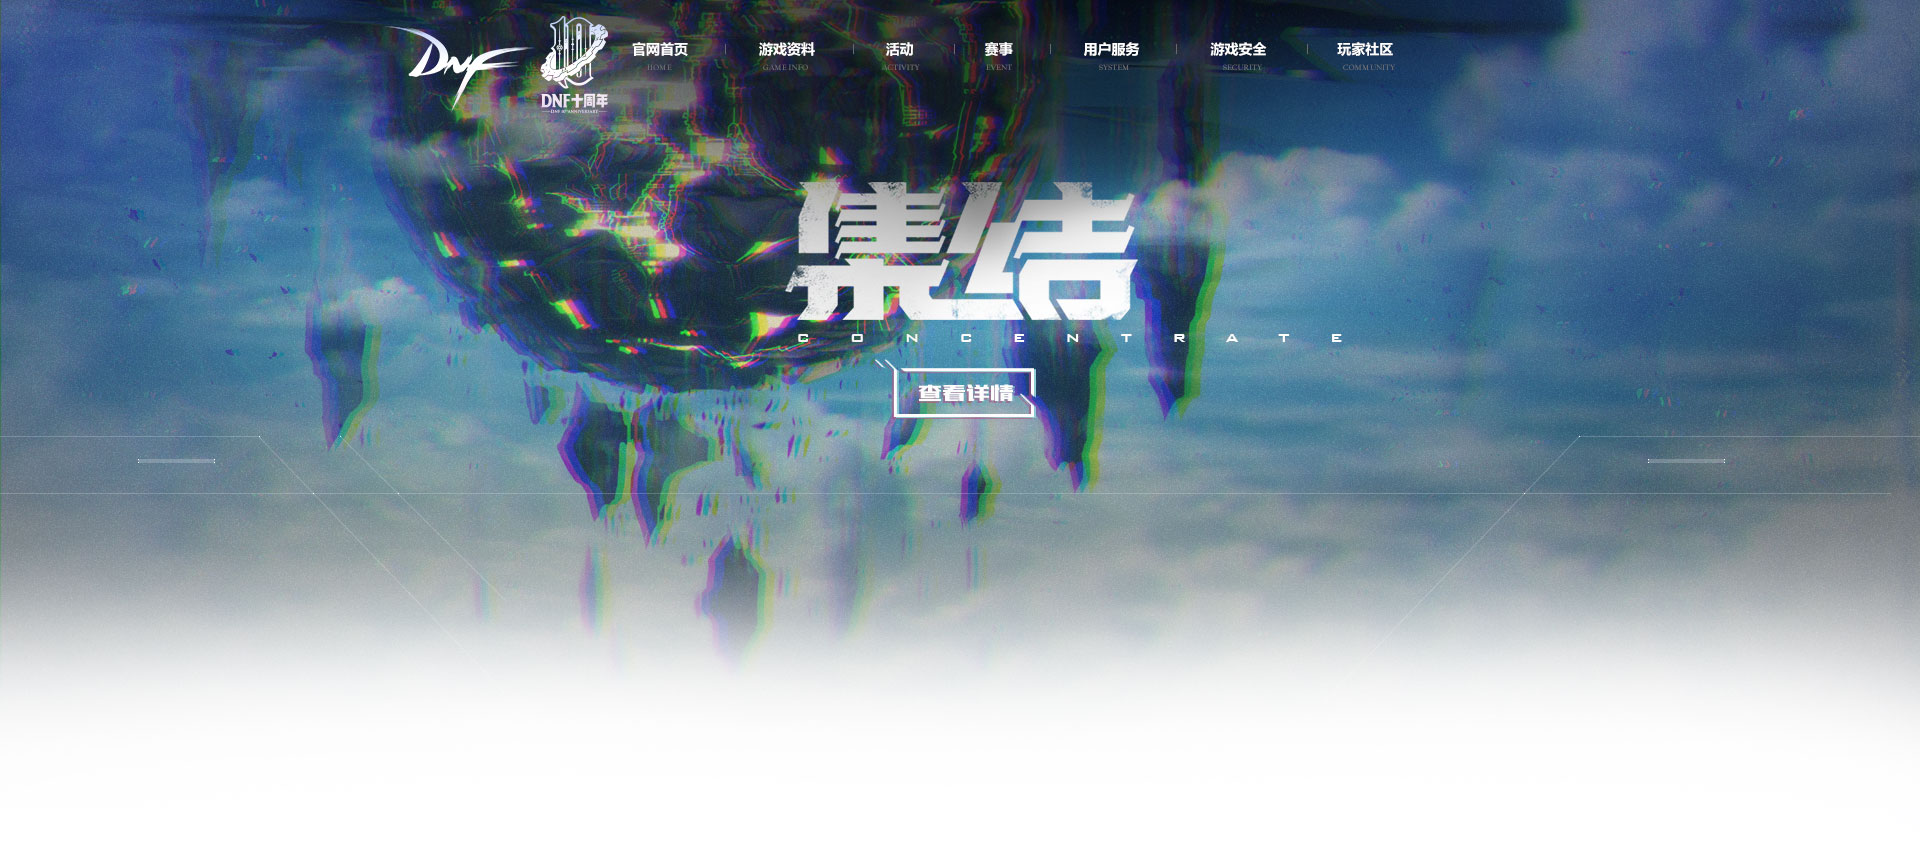 DNF
DNF十周年
DNF 10TH ANNIVERSARY
官网首页 游戏资料 活动 赛事 用户服务 游戏安全 玩家社区
HOME GAME INFO ACTIVITY EVENT SYSTEM SECURITY COMMUNITY
集结
CONCENTRATE
查看详情